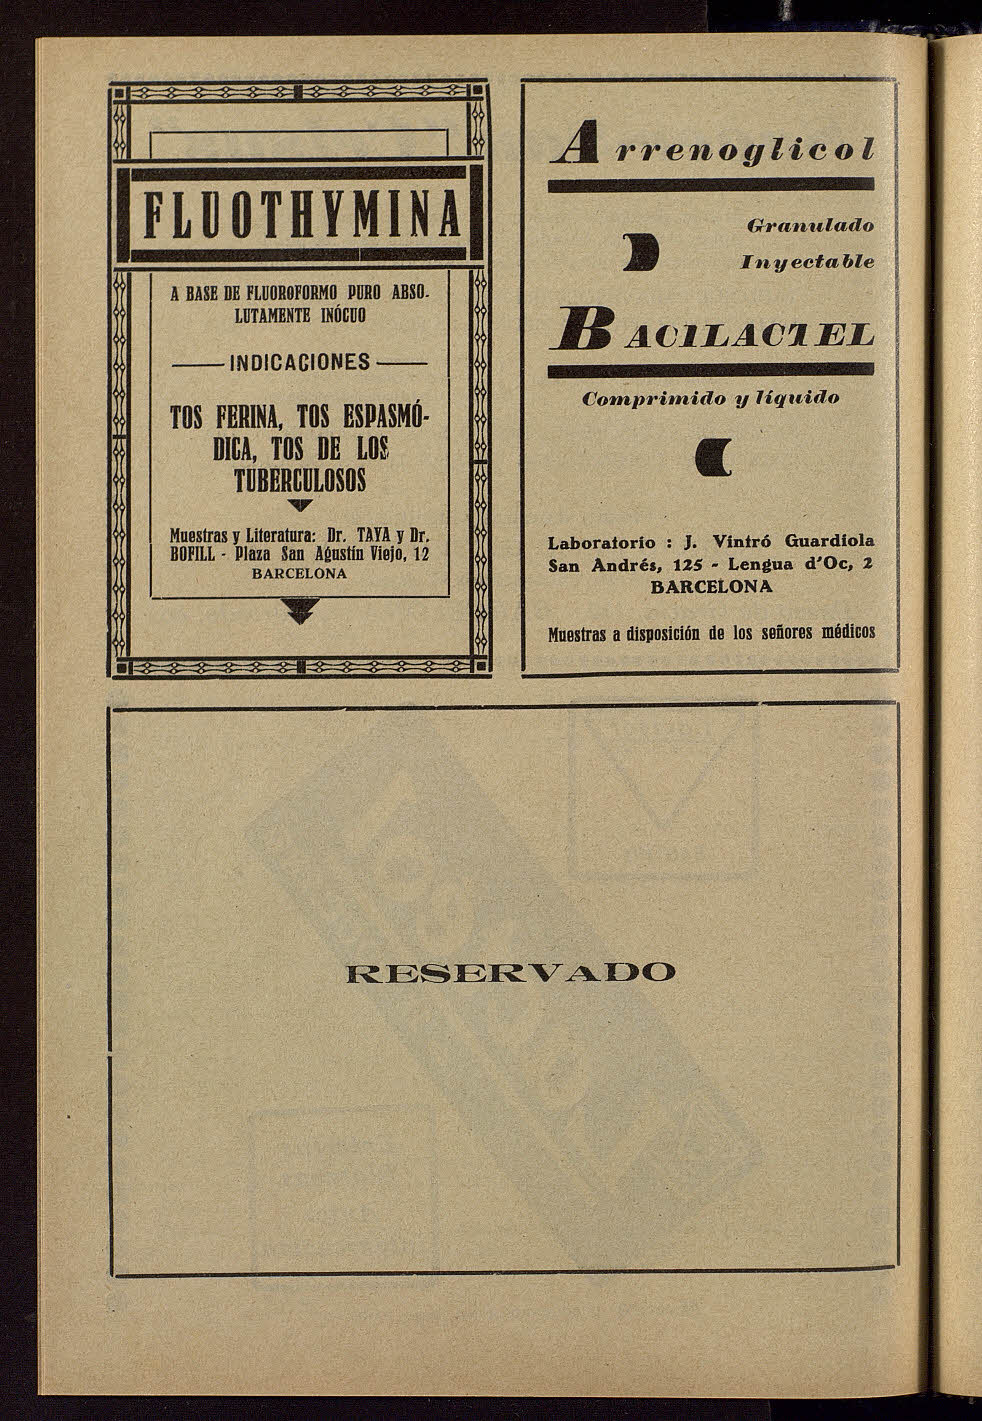 FLUOTHYMINA
A BASE DE FLUOROFORMO PURO ABSO-
LUTAMENTE INÓCUO
INDICACIONES
TOS FERINA, TOS ESPASMÓ-
DICA, TOS DE LOS
TUBERCULOSOS
Muestras y Literatura: Dr. TAYA y Dr.
BOFILL - Plaza San Agustín Viejo, 12
BARCELONA
Arrenoglicol
Granulado
Inyectable
BACILACTEL
Comprimido y líquido
Laboratorio : J. Vintró Guardiola
San Andrés, 125 - Lengua d'Oc, 2
BARCELONA
Muestras a disposición de los señores médicos
RESERVADO